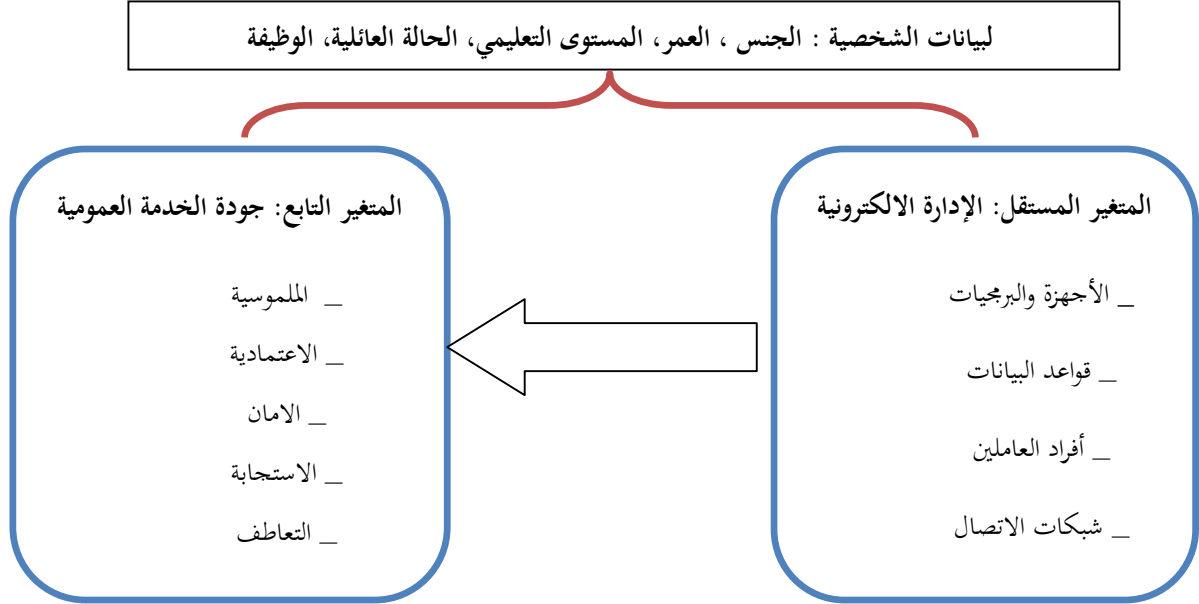 لبيانات الشخصية : الجنس ، العمر، المستوى التعليمي، الحالة العائلية، الوظيفة
المتغير المستقل: الإدارة الالكترونية
_ الأجهزة والبرمجيات
_ قواعد البيانات
_ أفراد العاملين
_ شبكات الاتصال
المتغير التابع: جودة الخدمة العمومية
_ الملموسية
_ الاعتمادية
_ الامان
_ الاستجابة
_ التعاطف